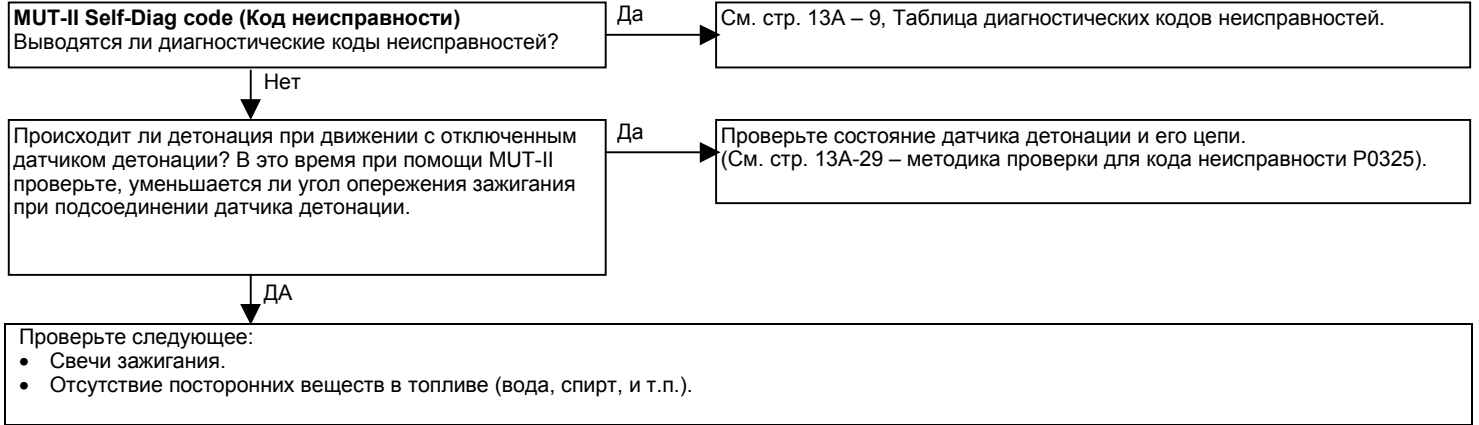 MUT-II Self-Diag code (Код неисправности)
Выводятся ли диагностические коды неисправностей?
Да
См. стр. 13A – 9, Таблица диагностических кодов неисправностей.
Нет
Происходит ли детонация при движении с отключенным
датчиком детонации? В это время при помощи MUT-II
проверьте, уменьшается ли угол опережения зажигания
при подсоединении датчика детонации.
Да
Проверьте состояние датчика детонации и его цепи.
(См. стр. 13A-29 – методика проверки для кода неисправности P0325).
ДА
Проверьте следующее:
• Свечи зажигания.
• Отсутствие посторонних веществ в топливе (вода, спирт, и т.п.).